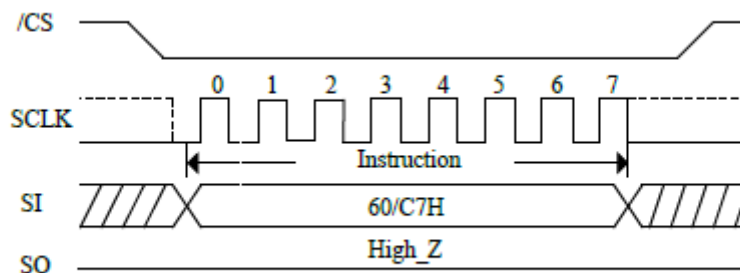 /CS
0 1 2 3 4 5 6 7
SCLK
Instruction
SI
60/C7H
High_Z
SO